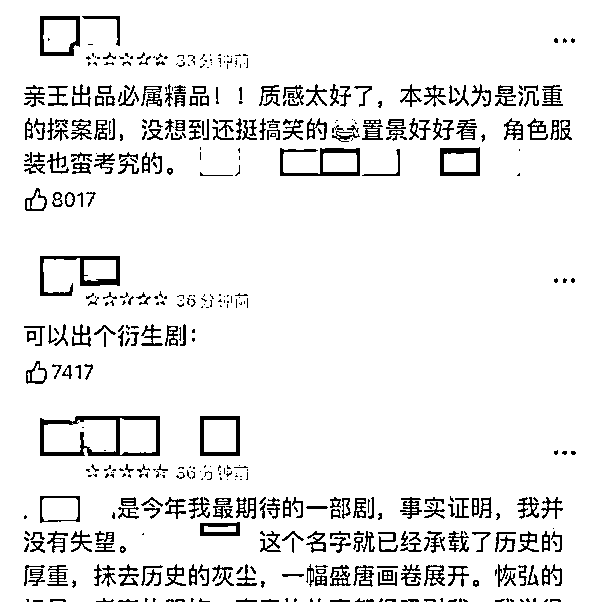 33分钟前
亲王出品必属精品！！质感太好了，本来以为是沉重
的探案剧，没想到还挺搞笑的 置景好好看，角色服
装也蛮考究的。
8017
36分钟前
可以出个衍生剧：
7417
36分钟前
是今年我最期待的一部剧，事实证明，我并
没有失望。 这个名字就已经承载了历史的
厚重，抹去历史的灰尘，一幅盛唐画卷展开。恢弘的